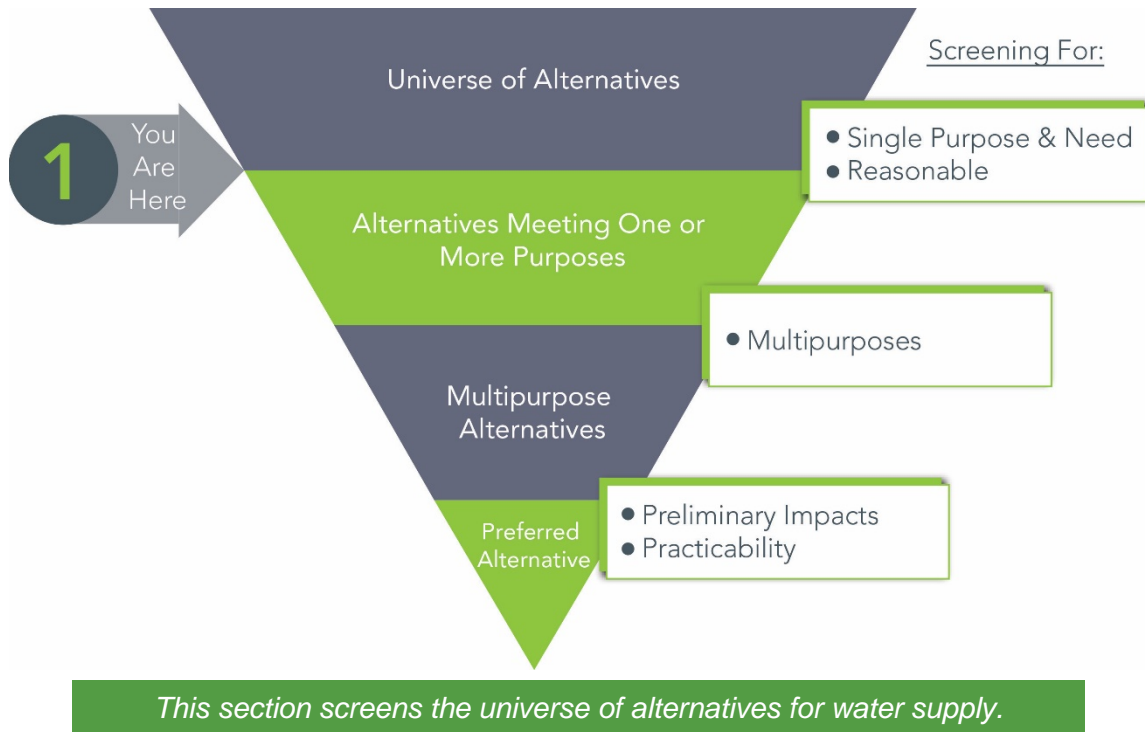 Universe of Alternatives
Screening For:
1
You
Are
Here
• Single Purpose & Need
• Reasonable
Alternatives Meeting One or
More Purposes
• Multipurposes
Multipurpose
Alternatives
Preferred
Alternative
• Preliminary Impacts
• Practicability
This section screens the universe of alternatives for water supply.